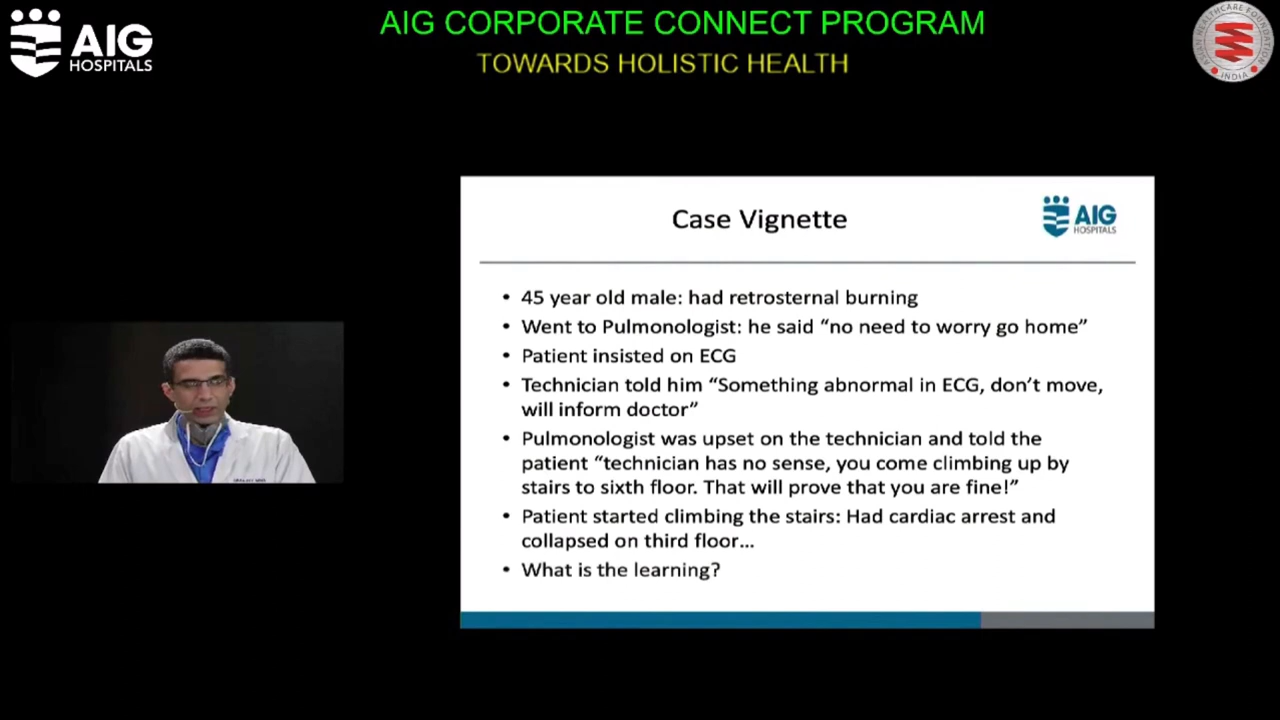 AIG HOSPITALS
AIG CORPORATE CONNECT PROGRAM
TOWARDS HOLISTIC HEALTH
ASIAN HEALTHCARE FOUNDATION
INDIA
Case Vignette
AIG HOSPITALS
• 45 year old male: had retrosternal burning
• Went to Pulmonologist: he said “no need to worry go home”
• Patient insisted on ECG
• Technician told him “Something abnormal in ECG, don’t move,
will inform doctor”
• Pulmonologist was upset on the technician and told the
patient “technician has no sense, you come climbing up by
stairs to sixth floor. That will prove that you are fine!”
• Patient started climbing the stairs: Had cardiac arrest and
collapsed on third floor…
• What is the learning?